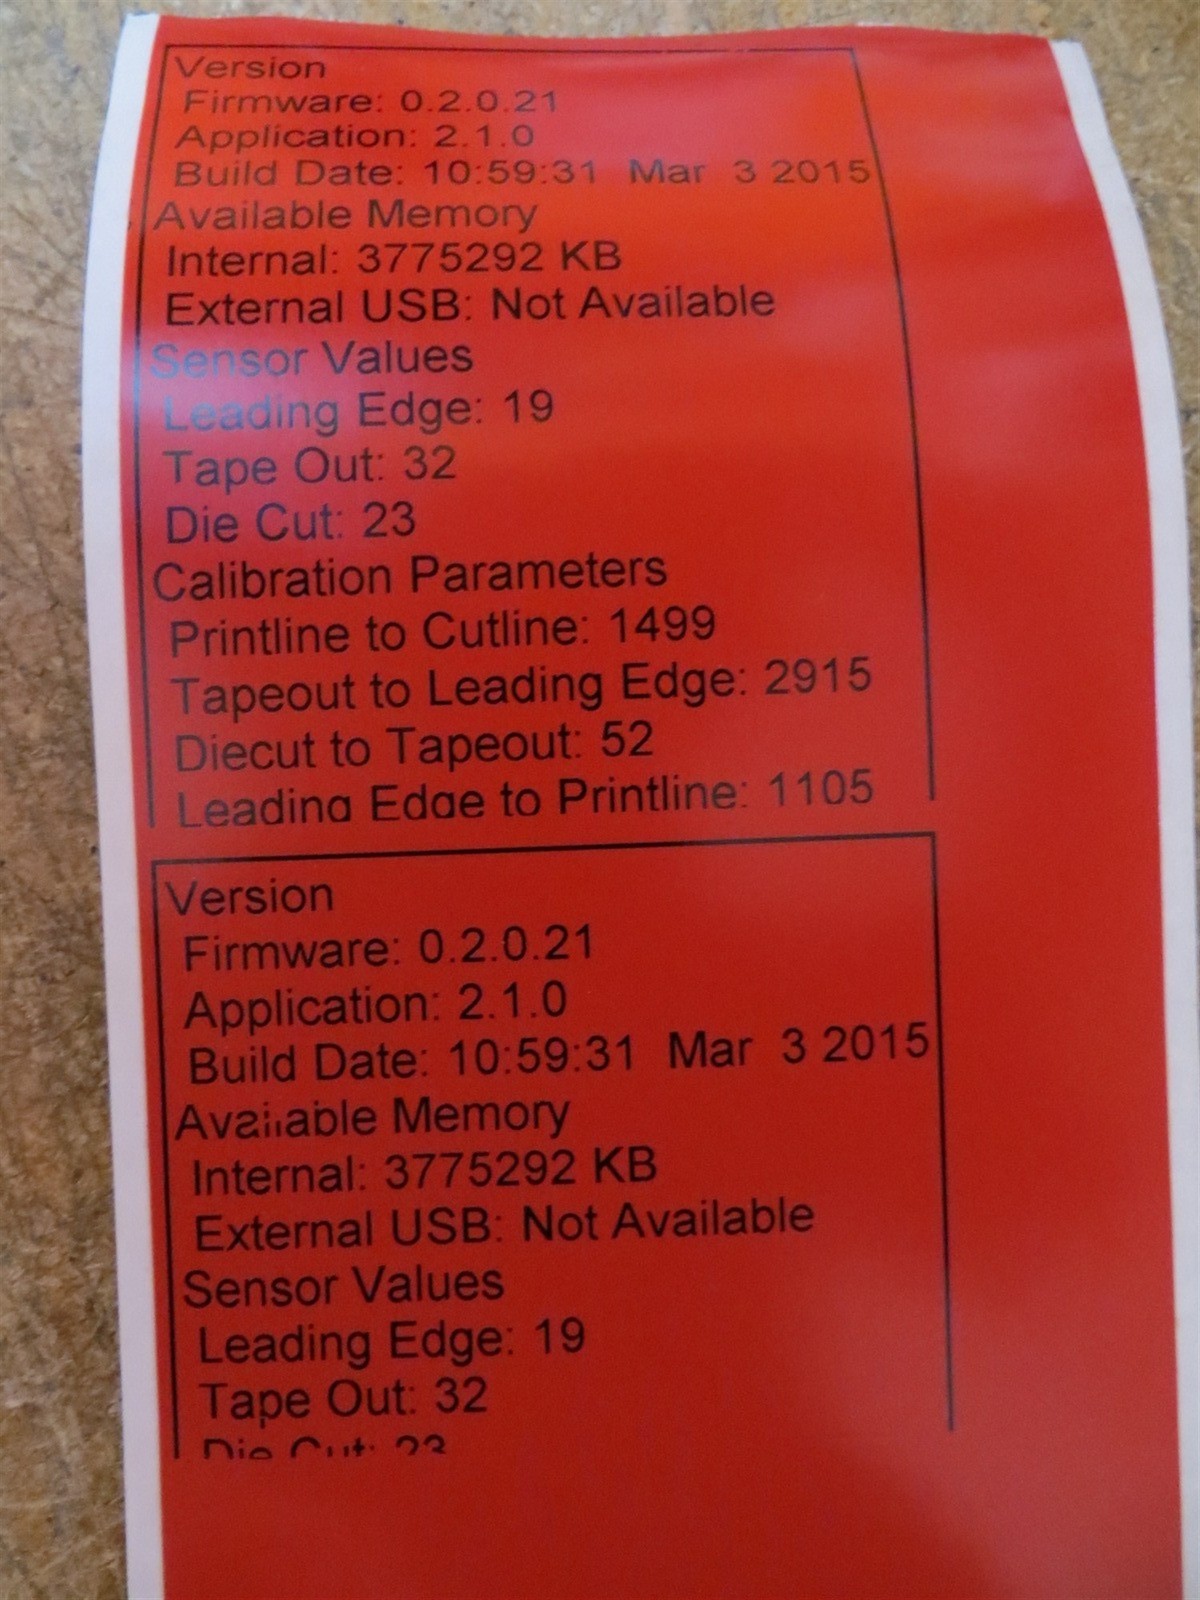 Version
Firmware: 0.2.0.21
Application: 2.1.0
Build Date: 10:59:31 Mar 3 2015
Available Memory
Internal: 3775292 KB
External USB: Not Available
Sensor Values
Leading Edge: 19
Tape Out: 32
Die Cut: 23
Calibration Parameters
Printline to Cutline: 1499
Tapeout to Leading Edge: 2915
Diecut to Tapeout: 52
Leading Edge to Printline: 1105
Version
Firmware: 0.2.0.21
Application: 2.1.0
Build Date: 10:59:31 Mar 3 2015
Available Memory
Internal: 3775292 KB
External USB: Not Available
Sensor Values
Leading Edge: 19
Tape Out: 32
Die Cut: 23